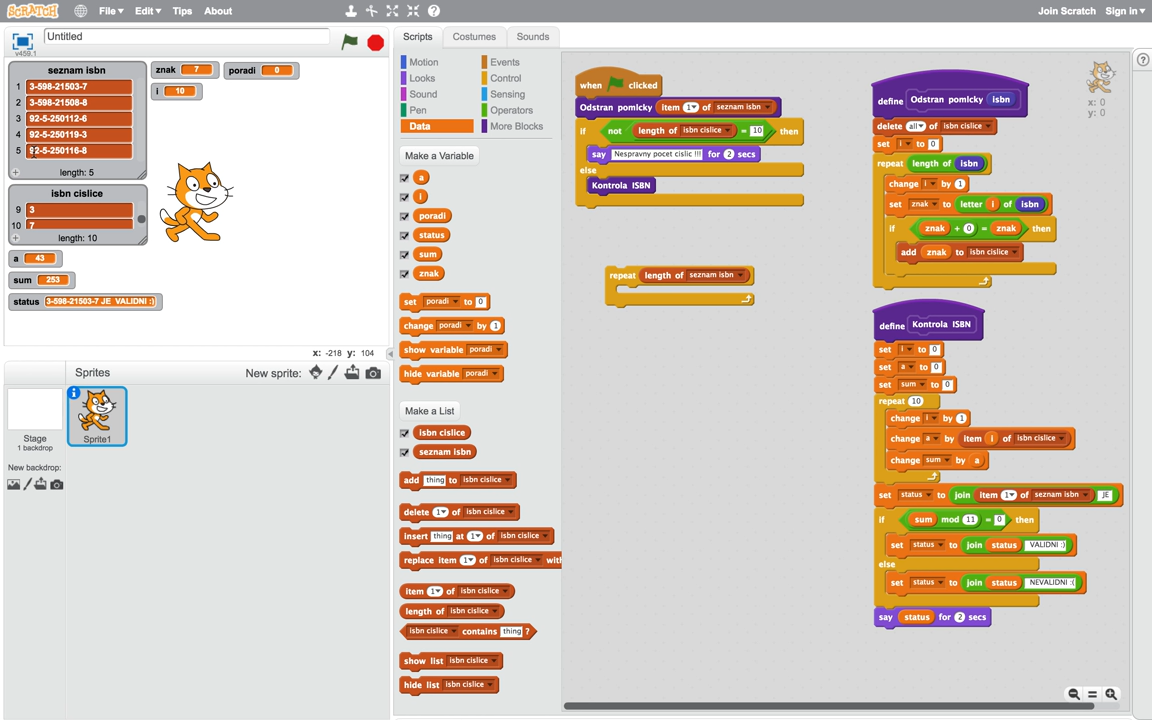 SCRATCH File Edit Tips About Join Scratch Sign in
v459.1
Untitled
seznam isbn
1 3-598-21503-7
2 3-598-21508-8
3 92-5-250112-6
4 92-5-250119-3
5 92-5-250116-8
+ length: 5
znak 7 poradi 0
i 10
isbn cislice
9 3
10 7
+ length: 10
a 43
sum 253
status 3-598-21503-7 JE VALIDNI :)
x: -218 y: 104
Sprites New sprite:
Stage
1 backdrop
Sprite1
New backdrop:
Scripts Costumes Sounds
Motion Events
Looks Control
Sound Sensing
Pen Operators
Data More Blocks
Make a Variable
a
i
poradi
status
sum
znak
set poradi to 0
change poradi by 1
show variable poradi
hide variable poradi
Make a List
isbn cislice
seznam isbn
add thing to isbn cislice
delete 1 of isbn cislice
insert thing at 1 of isbn cislice
replace item 1 of isbn cislice wit
item 1 of isbn cislice
length of isbn cislice
isbn cislice contains thing ?
show list isbn cislice
hide list isbn cislice
when clicked
Odstran pomlcky item 1 of seznam isbn
if not length of isbn cislice = 10 then
say Nespravny pocet cislic !!! for 2 secs
else
Kontrola ISBN
repeat length of seznam isbn
define Odstran pomlcky isbn
delete all of isbn cislice
set i to 0
repeat length of isbn
change i by 1
set znak to letter i of isbn
if znak + 0 = znak then
add znak to isbn cislice
define Kontrola ISBN
set i to 0
set a to 0
set sum to 0
repeat 10
change i by 1
change a by item i of isbn cislice
change sum by a
set status to join item 1 of seznam isbn JE
if sum mod 11 = 0 then
set status to join status VALIDNI :)
else
set status to join status NEVALIDNI :(
say status for 2 secs
x: 0
y: 0